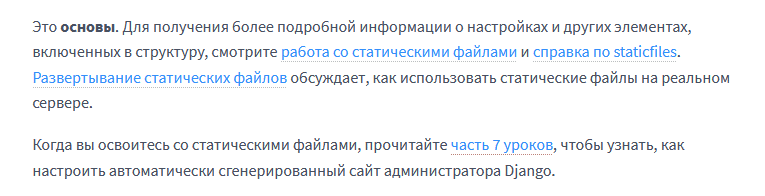 Это основы. Для получения более подробной информации о настройках и других элементах,
включенных в структуру, смотрите работа со статическими файлами и справка по staticfiles.
Развертывание статических файлов обсуждает, как использовать статические файлы на реальном
сервере.
Когда вы освоитесь со статическими файлами, прочитайте часть 7 уроков, чтобы узнать, как
настроить автоматически сгенерированный сайт администратора Django.